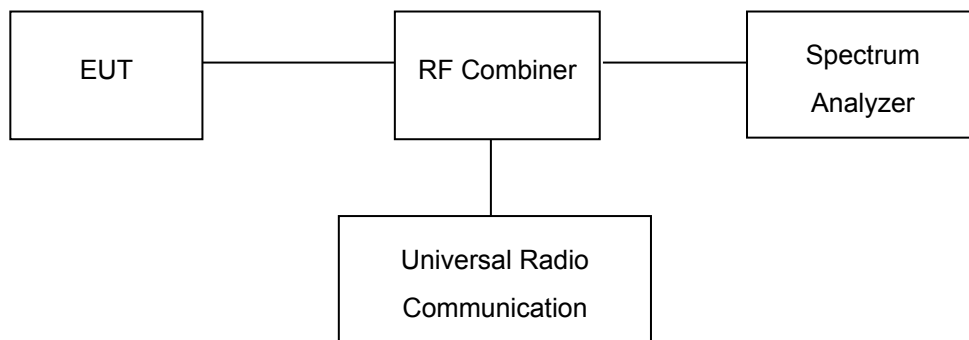 EUT
RF Combiner
Spectrum
Analyzer
Universal Radio
Communication